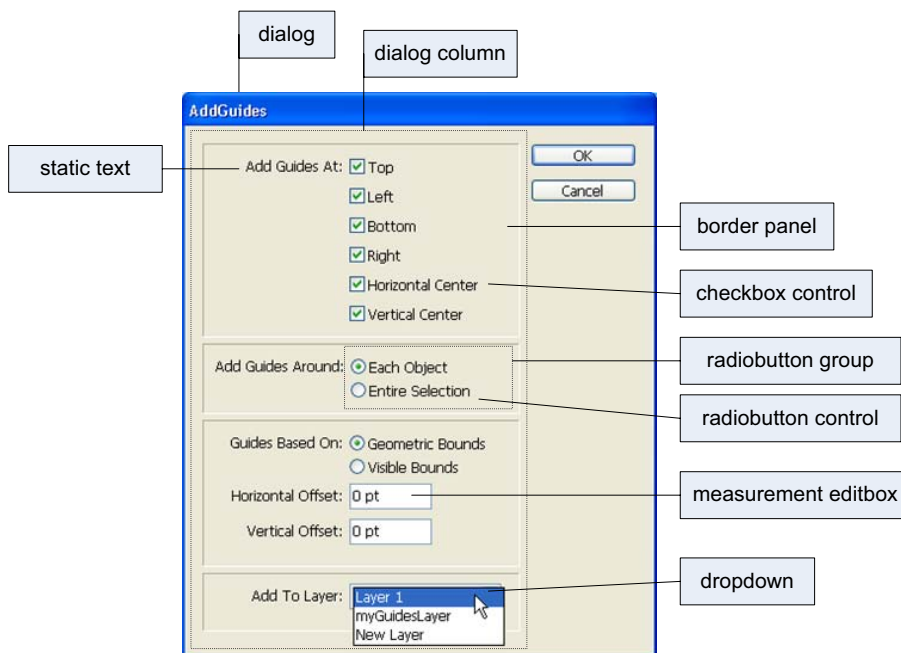 dialog
dialog column
AddGuides
static text
Add Guides At: Top
OK
Left
Cancel
Bottom
border panel
Right
Horizontal Center
checkbox control
Vertical Center
Add Guides Around: Each Object
radiobutton group
Entire Selection
radiobutton control
Guides Based On: Geometric Bounds
Visible Bounds
Horizontal Offset: 0 pt
measurement editbox
Vertical Offset: 0 pt
dropdown
Add To Layer: Layer 1
myGuidesLayer
New Layer